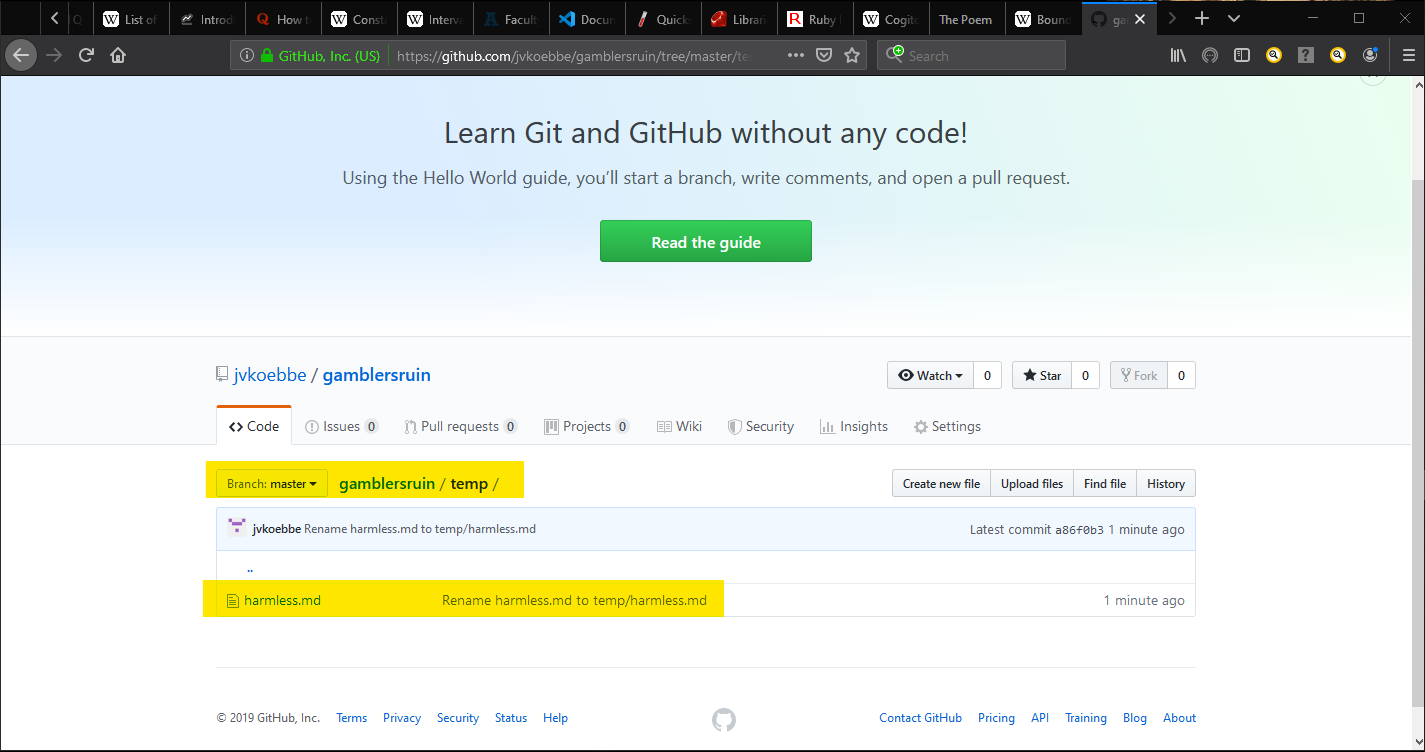 List of
Introd
How t
Consta
Interva
Facult
Docum
Quick
Librari
Ruby
Cogito
The Poem
Bound
ga
GitHub, Inc. (US)
https://github.com/jvkoebbe/gamblersruin/tree/master/te
Search
Learn Git and GitHub without any code!
Using the Hello World guide, you’ll start a branch, write comments, and open a pull request.
Read the guide
jvkoebbe / gamblersruin
Watch 0
Star 0
Fork 0
Code
Issues 0
Pull requests 0
Projects 0
Wiki
Security
Insights
Settings
Branch: master
gamblersruin / temp /
Create new file
Upload files
Find file
History
jvkoebbe Rename harmless.md to temp/harmless.md
Latest commit a86f0b3 1 minute ago
..
harmless.md
Rename harmless.md to temp/harmless.md
1 minute ago
© 2019 GitHub, Inc.
Terms
Privacy
Security
Status
Help
Contact GitHub
Pricing
API
Training
Blog
About